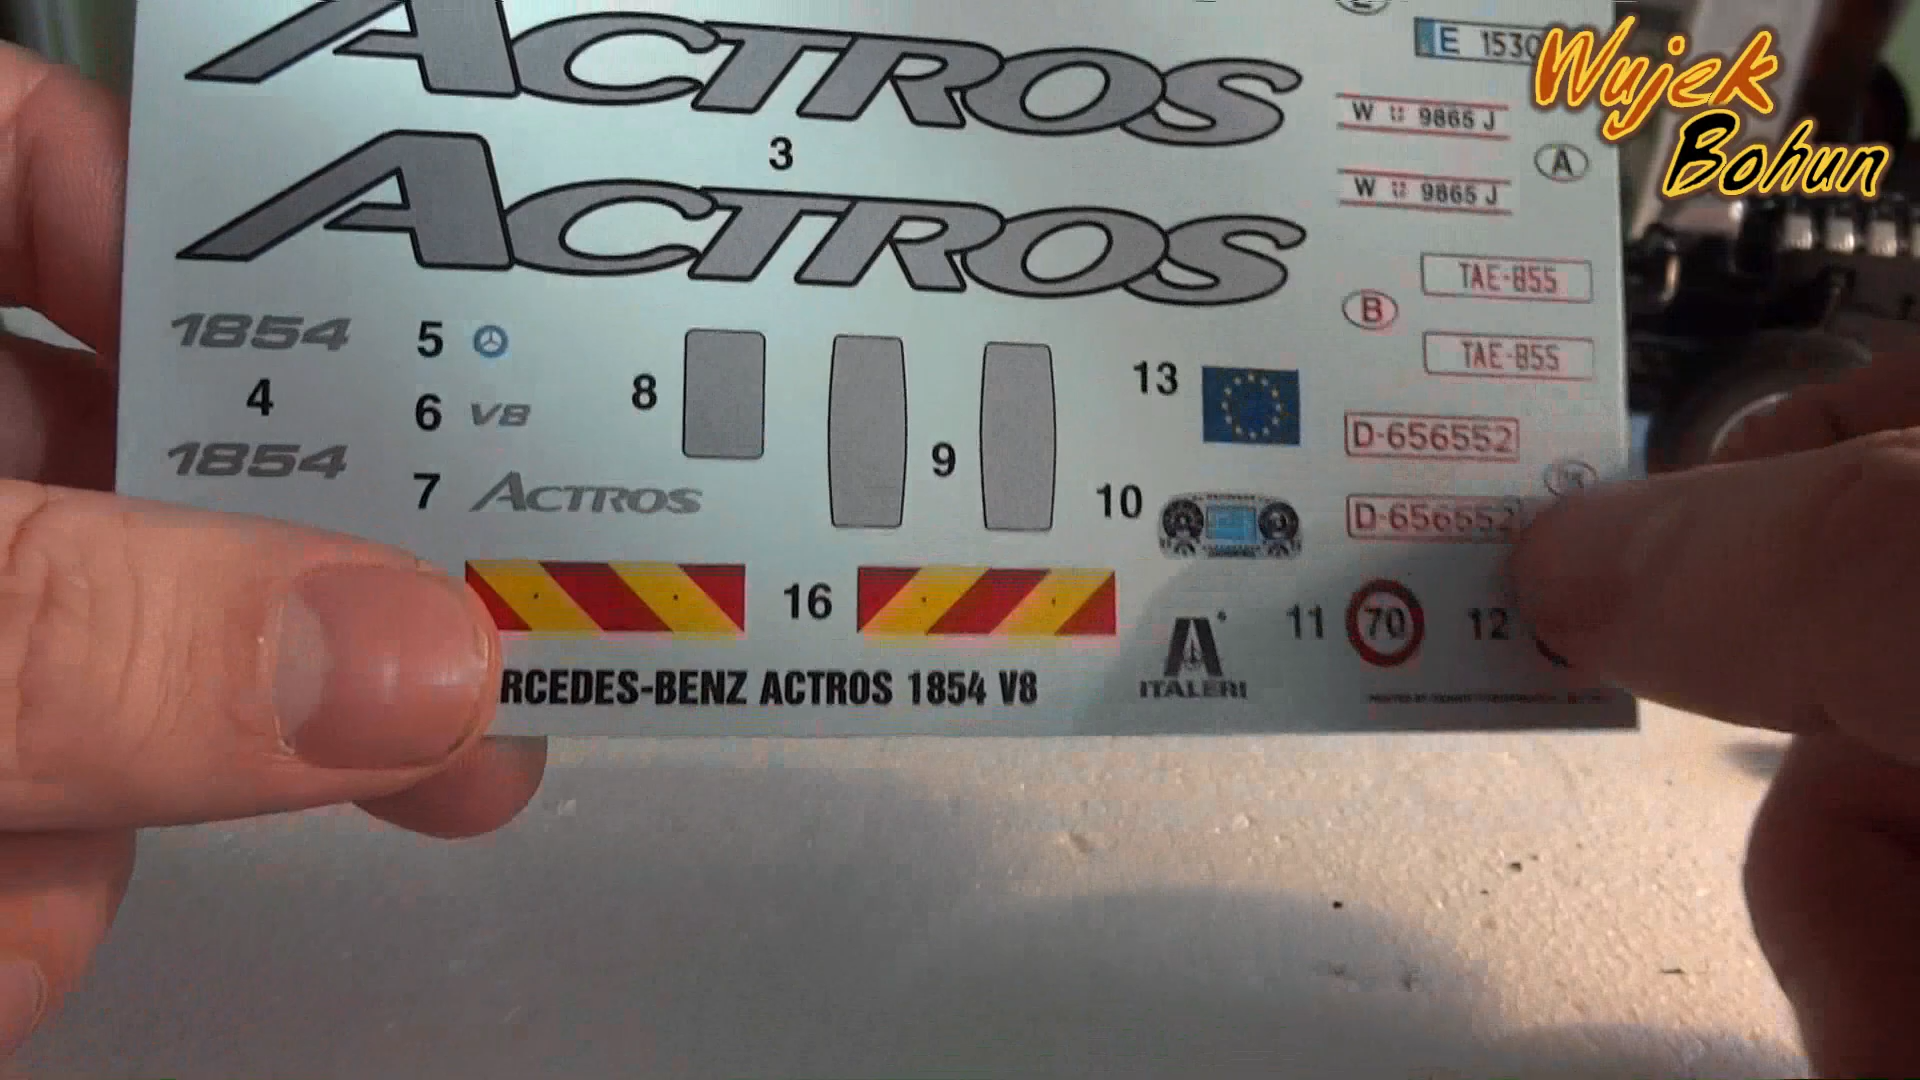 ACTROS
E 1530
Wujek
Bohun
W 9865 J
3
A
ACTROS
W 9865 J
TAE-855
B
TAE-855
1854
5
8
13
4
6 V8
9
D-656552
1854
7 ACTROS
10
D-656552
16
11 70 12
RCEDES-BENZ ACTROS 1854 V8
ITALERI